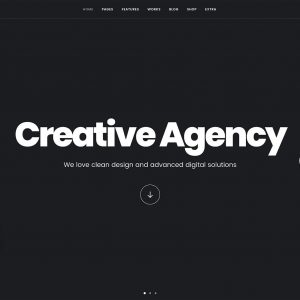 HOME PAGES FEATURES WORKS BLOG SHOP EXTRA
Creative Agency
We love clean design and advanced digital solutions